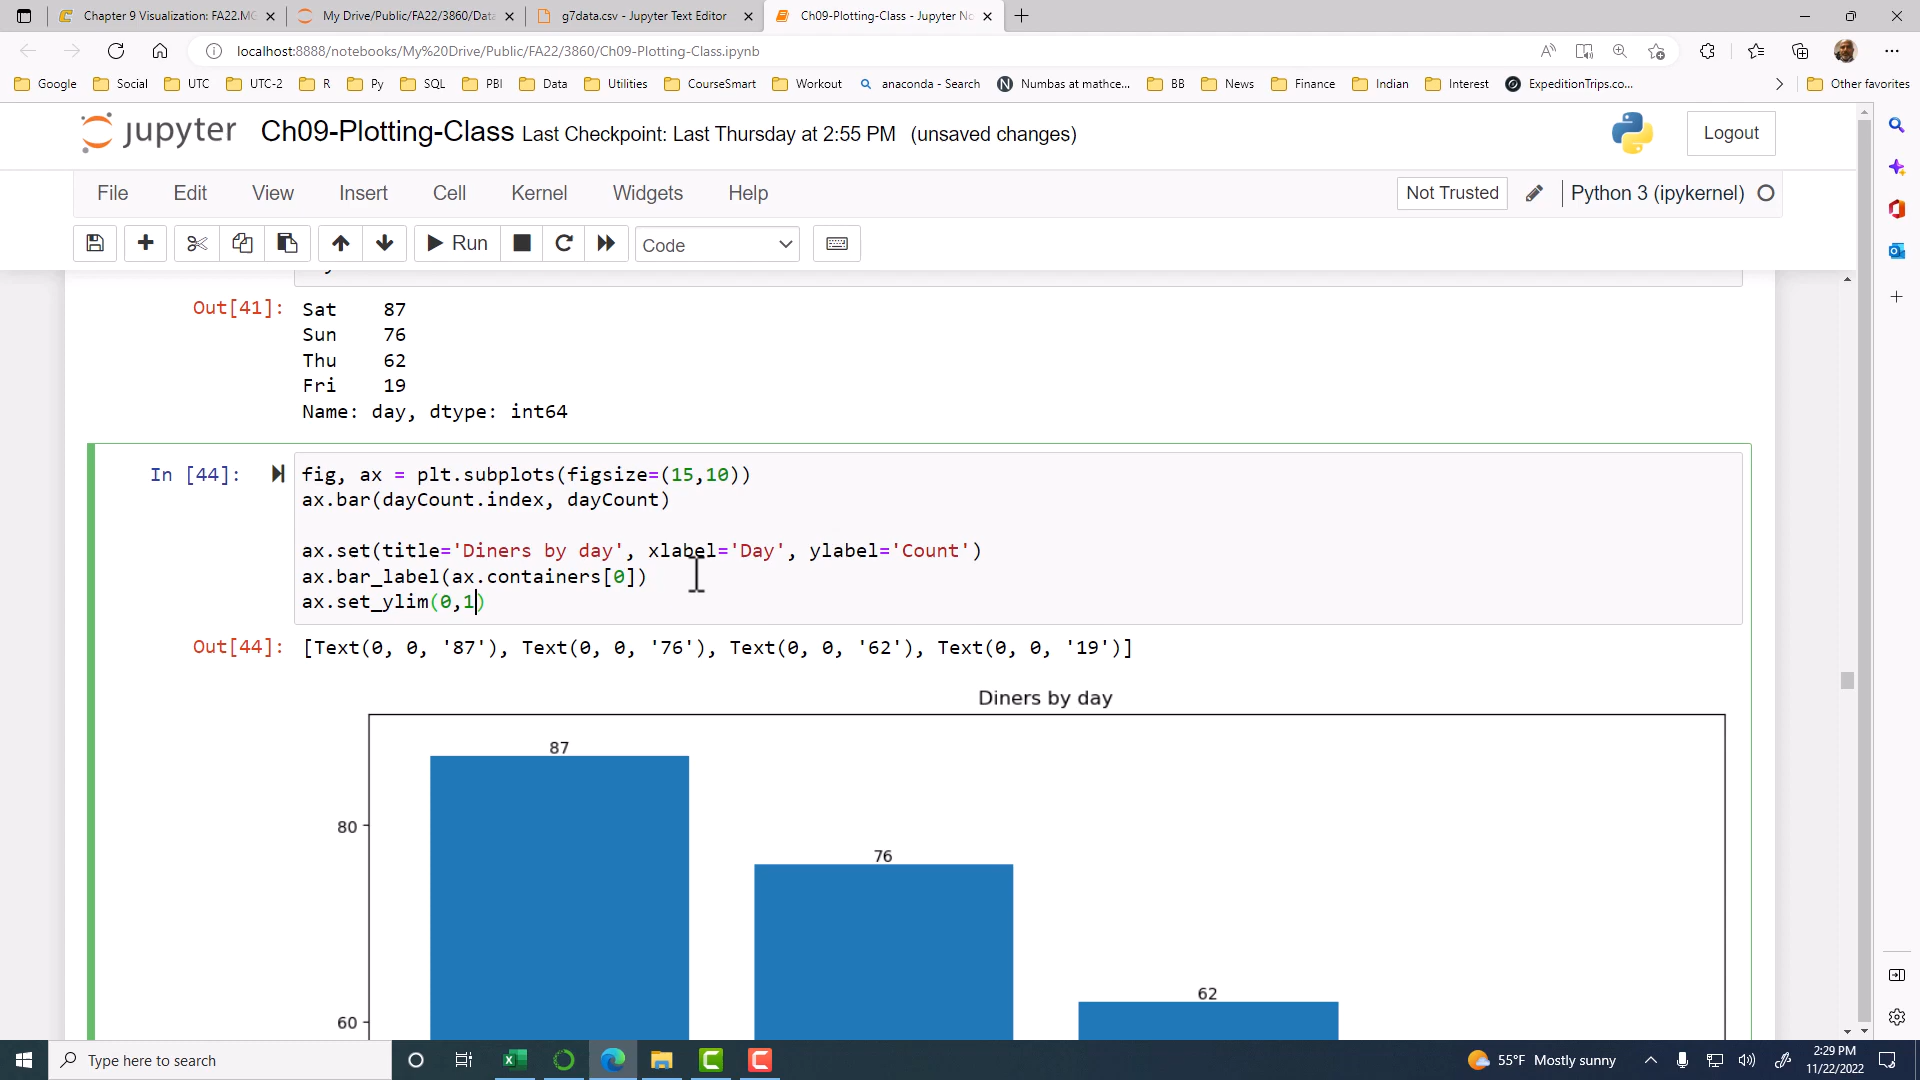 Chapter 9 Visualization: FA22.MG
My Drive/Public/FA22/3860/Data
g7data.csv - Jupyter Text Editor
Ch09-Plotting-Class - Jupyter No
localhost:8888/notebooks/My%20Drive/Public/FA22/3860/Ch09-Plotting-Class.ipynb
Google Social UTC UTC-2 R Py SQL PBI Data Utilities CourseSmart Workout anaconda - Search Numbas at mathce... BB News Finance Indian Interest ExpeditionTrips.co... Other favorites
jupyter Ch09-Plotting-Class Last Checkpoint: Last Thursday at 2:55 PM (unsaved changes) Logout
File Edit View Insert Cell Kernel Widgets Help Not Trusted Python 3 (ipykernel)
Run Code
Out[41]: Sat 87
Sun 76
Thu 62
Fri 19
Name: day, dtype: int64
In [44]: fig, ax = plt.subplots(figsize=(15,10))
ax.bar(dayCount.index, dayCount)
ax.set(title='Diners by day', xlabel='Day', ylabel='Count')
ax.bar_label(ax.containers[0])
ax.set_ylim(0,1)
Out[44]: [Text(0, 0, '87'), Text(0, 0, '76'), Text(0, 0, '62'), Text(0, 0, '19')]
Diners by day
87
80
76
62
60
Type here to search
55°F Mostly sunny
2:29 PM
11/22/2022